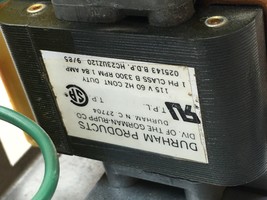 DURHAM PRODUCTS
DIV. OF THE GORMAN-RUPP CO
DURHAM N C 27704
T.P.L. T P
115 V 60 HZ CONT DUTY
1 PH CLASS B 3300 RPM 1.84 AMP
025143 B.D.P. HC23UZ120 9/85